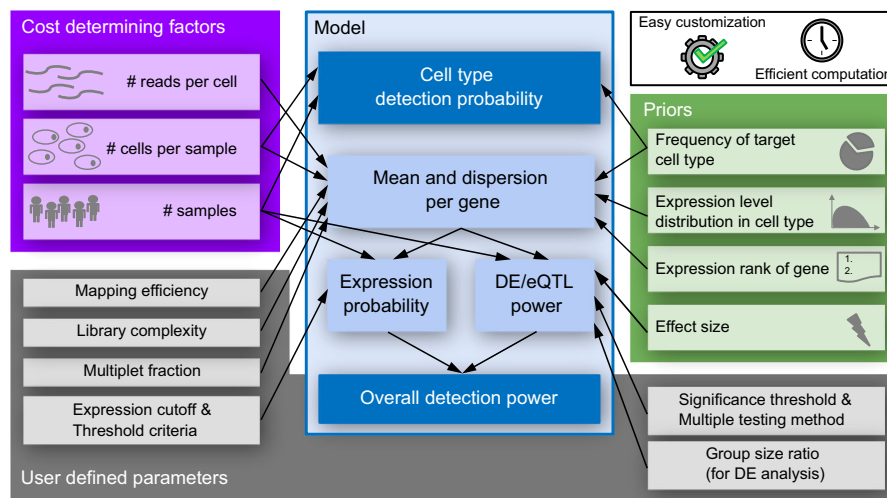 Cost determining factors
# reads per cell
# cells per sample
# samples
Model
Cell type
detection probability
Mean and dispersion
per gene
Expression
probability
DE/eQTL
power
Overall detection power
Easy customization
Efficient computation
Priors
Frequency of target
cell type
Expression level
distribution in cell type
Expression rank of gene
1.
2.
Effect size
Mapping efficiency
Library complexity
Multiplet fraction
Expression cutoff &
Threshold criteria
User defined parameters
Significance threshold &
Multiple testing method
Group size ratio
(for DE analysis)